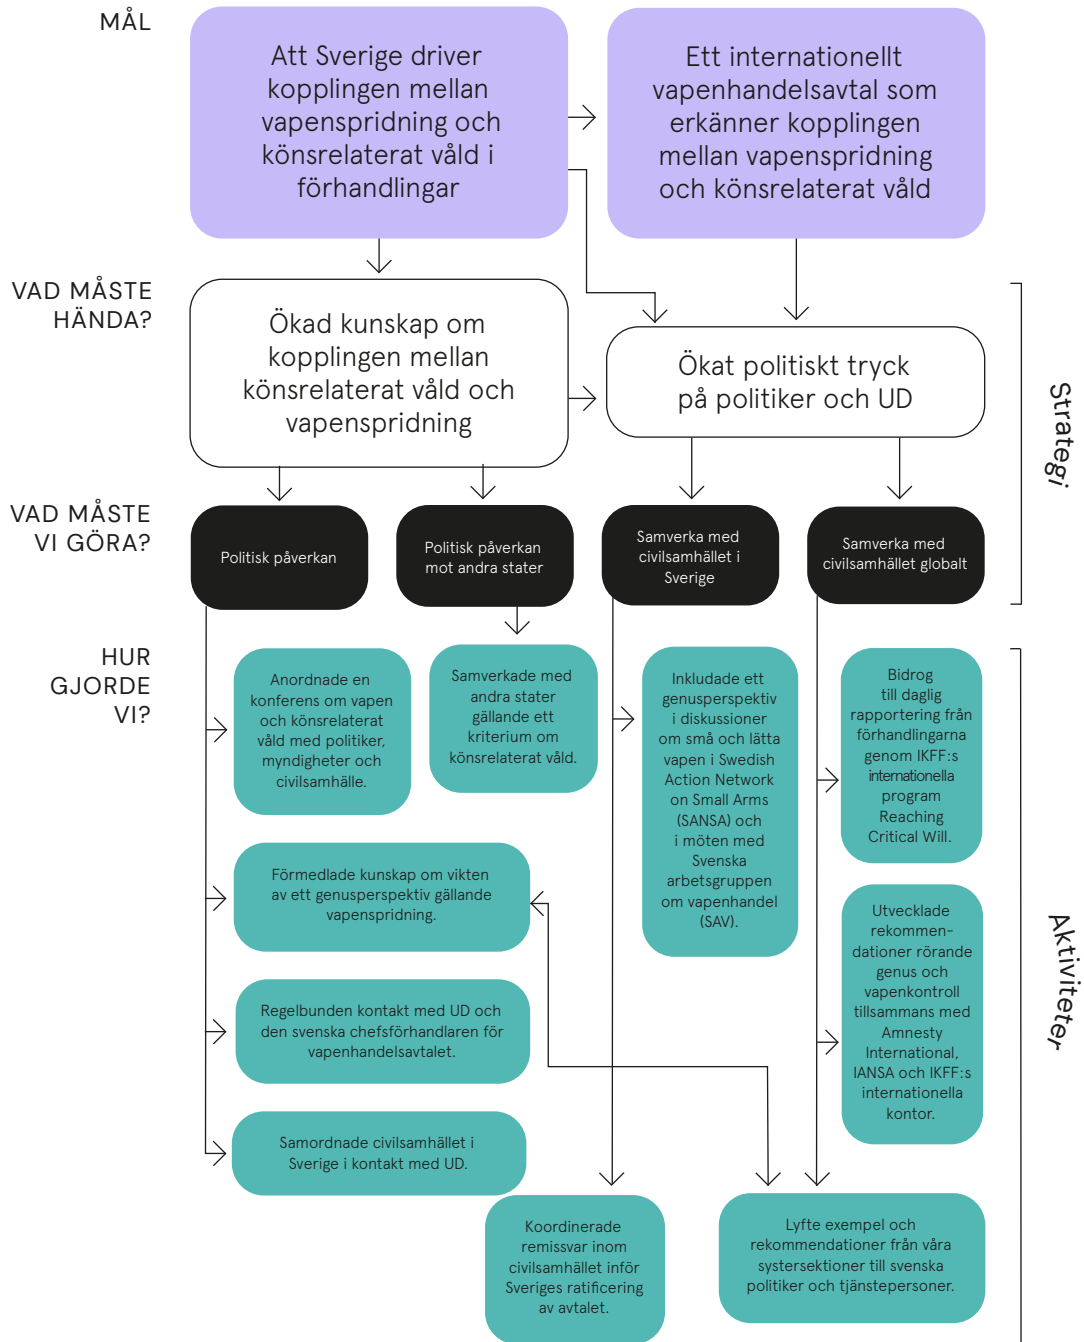 MÅL
Att Sverige driver
kopplingen mellan
vapenspridning och
könsrelaterat våld i
förhandlingar
Ett internationellt
vapenhandelsavtal som
erkänner kopplingen
mellan vapenspridning
och könsrelaterat våld
VAD MÅSTE
HÄNDA?
Ökad kunskap om
kopplingen mellan
könsrelaterat våld och
vapenspridning
Ökat politiskt tryck
på politiker och UD
Strategi
VAD MÅSTE
VI GÖRA?
Politisk påverkan
Politisk påverkan
mot andra stater
Samverka med
civilsamhället i
Sverige
Samverka med
civilsamhället globalt
HUR
GJORDE
VI?
Anordnade en
konferens om vapen
och könsrelaterat
våld med politiker,
myndigheter och
civilsamhälle.
Samverkade med
andra stater
gällande ett
kriterium om
könsrelaterat våld.
Inkludade ett
genusperspektiv
i diskussioner
om små och lätta
vapen i Swedish
Action Network
on Small Arms
(SANSA) och
i möten med
Svenska
arbetsgruppen
om vapenhandel
(SAV).
Bidrog
till daglig
rapportering från
förhandlingarna
genom IKFF:s
internationella
program
Reaching
Critical Will.
Förmedlade kunskap om vikten
av ett genusperspektiv gällande
vapenspridning.
Utvecklade
rekommen-
dationer rörande
genus och
vapenkontroll
tillsammans med
Amnesty
International,
IANSA och IKFF:s
internationella
kontor.
Aktiviteter
Regelbunden kontakt med UD och
den svenska chefsförhandlaren för
vapenhandelsavtalet.
Samordnade civilsamhället i
Sverige i kontakt med UD.
Koordinerade
remissvar inom
civilsamhället inför
Sveriges ratificering
av avtalet.
Lyfte exempel och
rekommendationer från våra
systersektioner till svenska
politiker och tjänstepersoner.